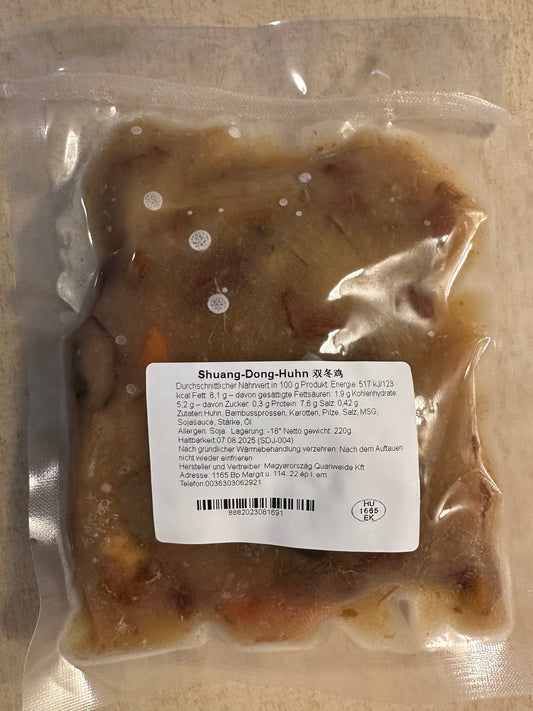 Shuang-Dong-Huhn 双冬鸡
Durchschnittlicher Nährwert in 100 g Produkt: Energie: 517 kJ/123
kcal Fett: 8,1 g – davon gesättigte Fettsäuren: 1,9 g Kohlenhydrate:
5,2 g – davon Zucker: 0,3 g Protein: 7,6 g Salz: 0,42 g
Zutaten:Huhn, Bambussprossen, Karotten, Pilze, Salz, MSG,
Sojasauce, Stärke, Öl
Allergen: Soja Lagerung: -18° Netto gewicht: 220g
Haltbarkeit:07.08.2025 (SDJ-004)
Nach gründlicher Wärmebehandlung verzehren. Nach dem Auftauen
nicht wieder einfrieren
Hersteller und Vertreiber: Magyarország Quanweide Kft
Adresse: 1165 Bp Margit u. 114. 22.ép I. em.
Telefon:0036303062921
8682023081691
HU
1665
EK